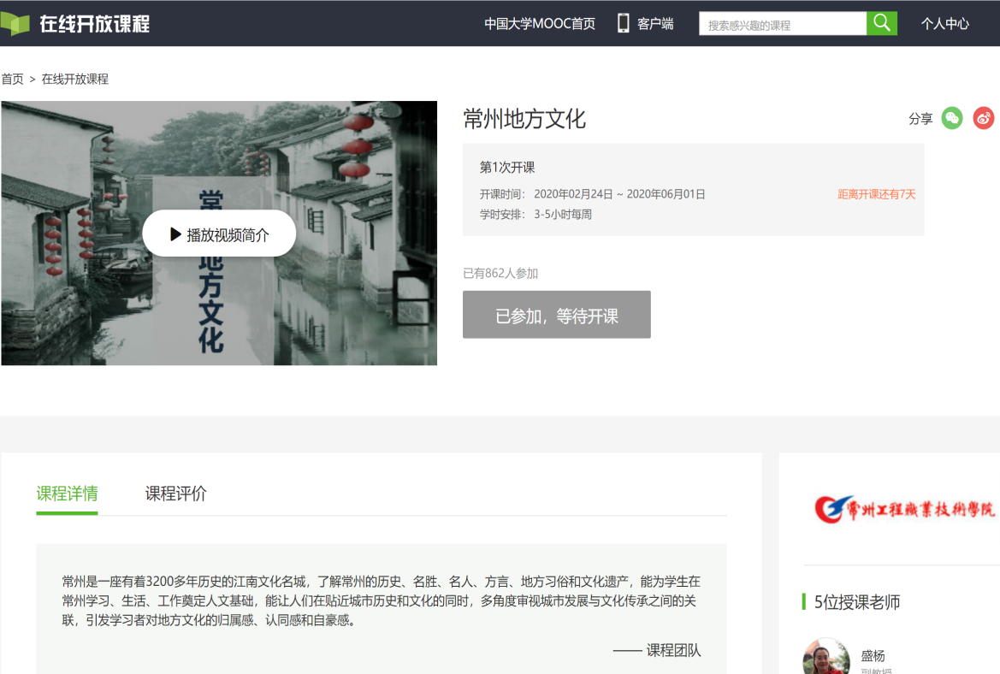 在线开放课程
中国大学MOOC首页
客户端
搜索感兴趣的课程
个人中心
首页 > 在线开放课程
常州地方文化
分享
常
地方文化
播放视频简介
第1次开课
开课时间： 2020年02月24日 ~ 2020年06月01日
距离开课还有7天
学时安排： 3-5小时每周
已有862人参加
已参加，等待开课
课程详情
课程评价
常州工程職業技術學院
常州是一座有着3200多年历史的江南文化名城，了解常州的历史、名胜、名人、方言、地方习俗和文化遗产，能为学生在
常州学习、生活、工作奠定人文基础，能让人们在贴近城市历史和文化的同时，多角度审视城市发展与文化传承之间的关
联，引发学习者对地方文化的归属感、认同感和自豪感。
—— 课程团队
5位授课老师
盛杨
副教授